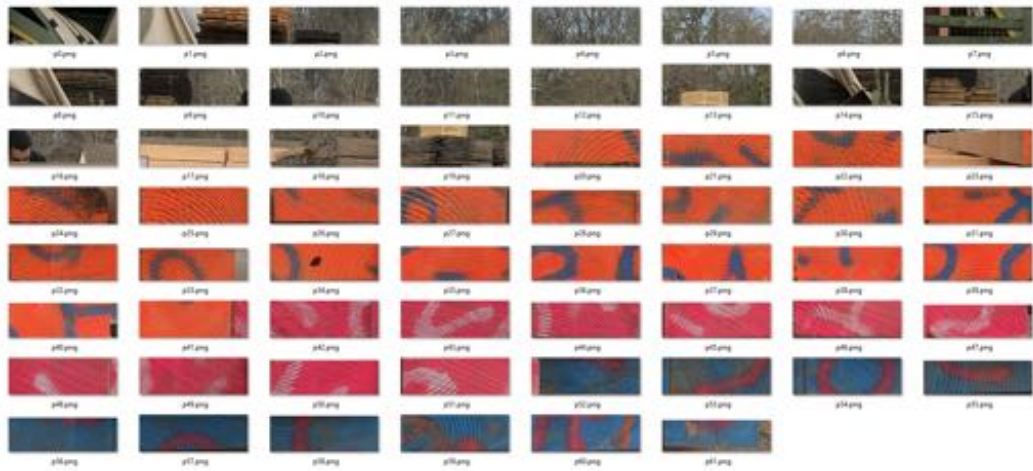 p0.png p1.png p2.png p3.png p4.png p5.png p6.png p7.png
p8.png p9.png p10.png p11.png p12.png p13.png p14.png p15.png
p16.png p17.png p18.png p19.png p20.png p21.png p22.png p23.png
p24.png p25.png p26.png p27.png p28.png p29.png p30.png p31.png
p32.png p33.png p34.png p35.png p36.png p37.png p38.png p39.png
p40.png p41.png p42.png p43.png p44.png p45.png p46.png p47.png
p48.png p49.png p50.png p51.png p52.png p53.png p54.png p55.png
p56.png p57.png p58.png p59.png p60.png p61.png